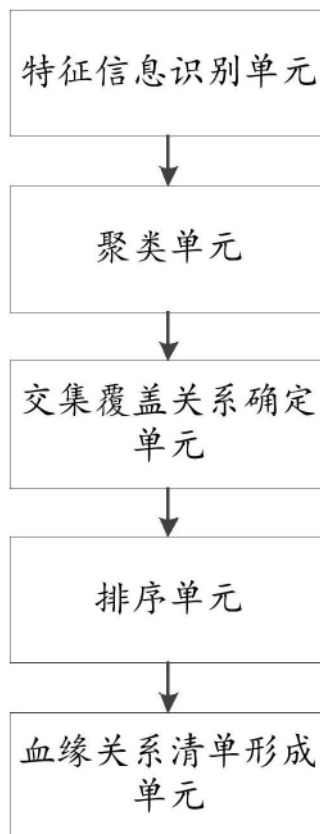 特征信息识别单元
聚类单元
交集覆盖关系确定
单元
排序单元
血缘关系清单形成
单元